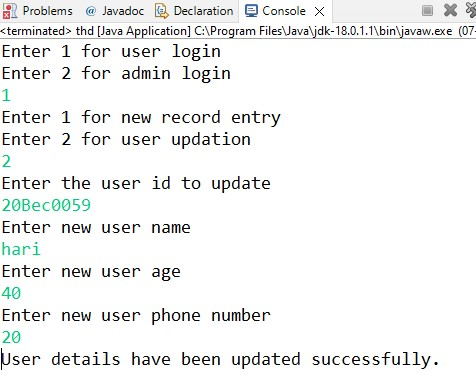 Problems @ Javadoc Declaration Console
<terminated> thd [Java Application] C:\Program Files\Java\jdk-18.0.1.1\bin\javaw.exe (07-
Enter 1 for user login
Enter 2 for admin login
1
Enter 1 for new record entry
Enter 2 for user updation
2
Enter the user id to update
20Bec0059
Enter new user name
hari
Enter new user age
40
Enter new user phone number
20
User details have been updated successfully.